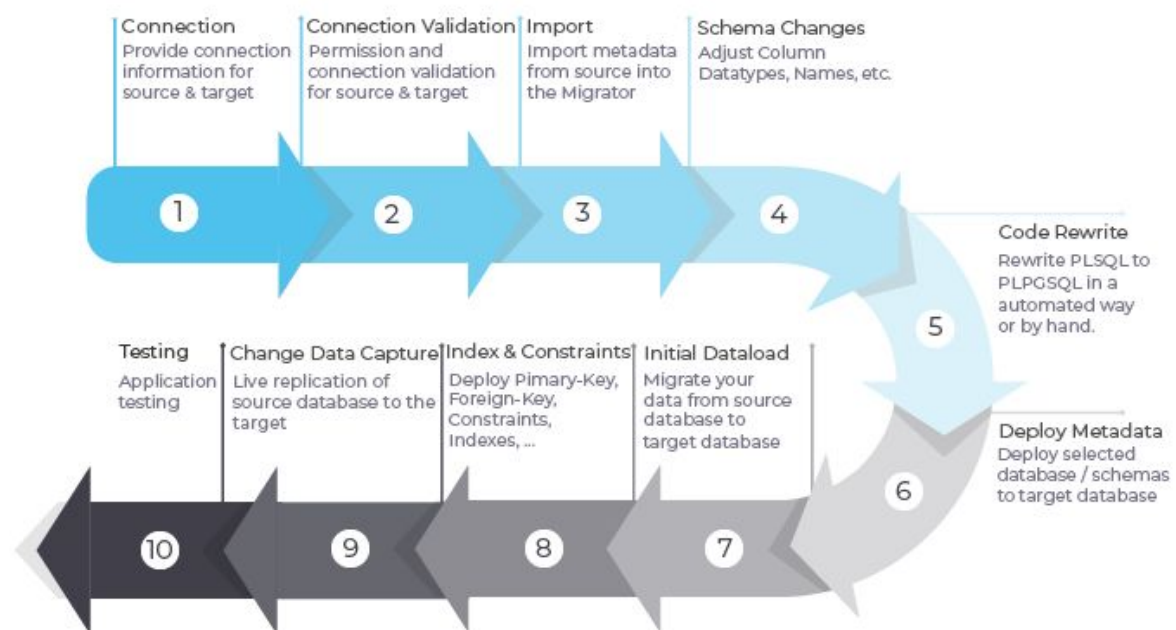 Connection
Provide connection
information for
source & target
Connection Validation
Permission and
connection validation
for source & target
Import
Import metadata
from source into
the Migrator
Schema Changes
Adjust Column
Datatypes, Names, etc.
1
2
3
4
Code Rewrite
Rewrite PLSQL to
PLPGSQL in a
automated way
or by hand.
5
Deploy Metadata
Deploy selected
database / schemas
to target database
6
Initial Dataload
Migrate your
data from source
database to
target database
7
Index & Constraints
Deploy Pimary-Key,
Foreign-Key,
Constraints,
Indexes, ...
8
Change Data Capture
Live replication of
source database to the
target
9
Testing
Application
testing
10